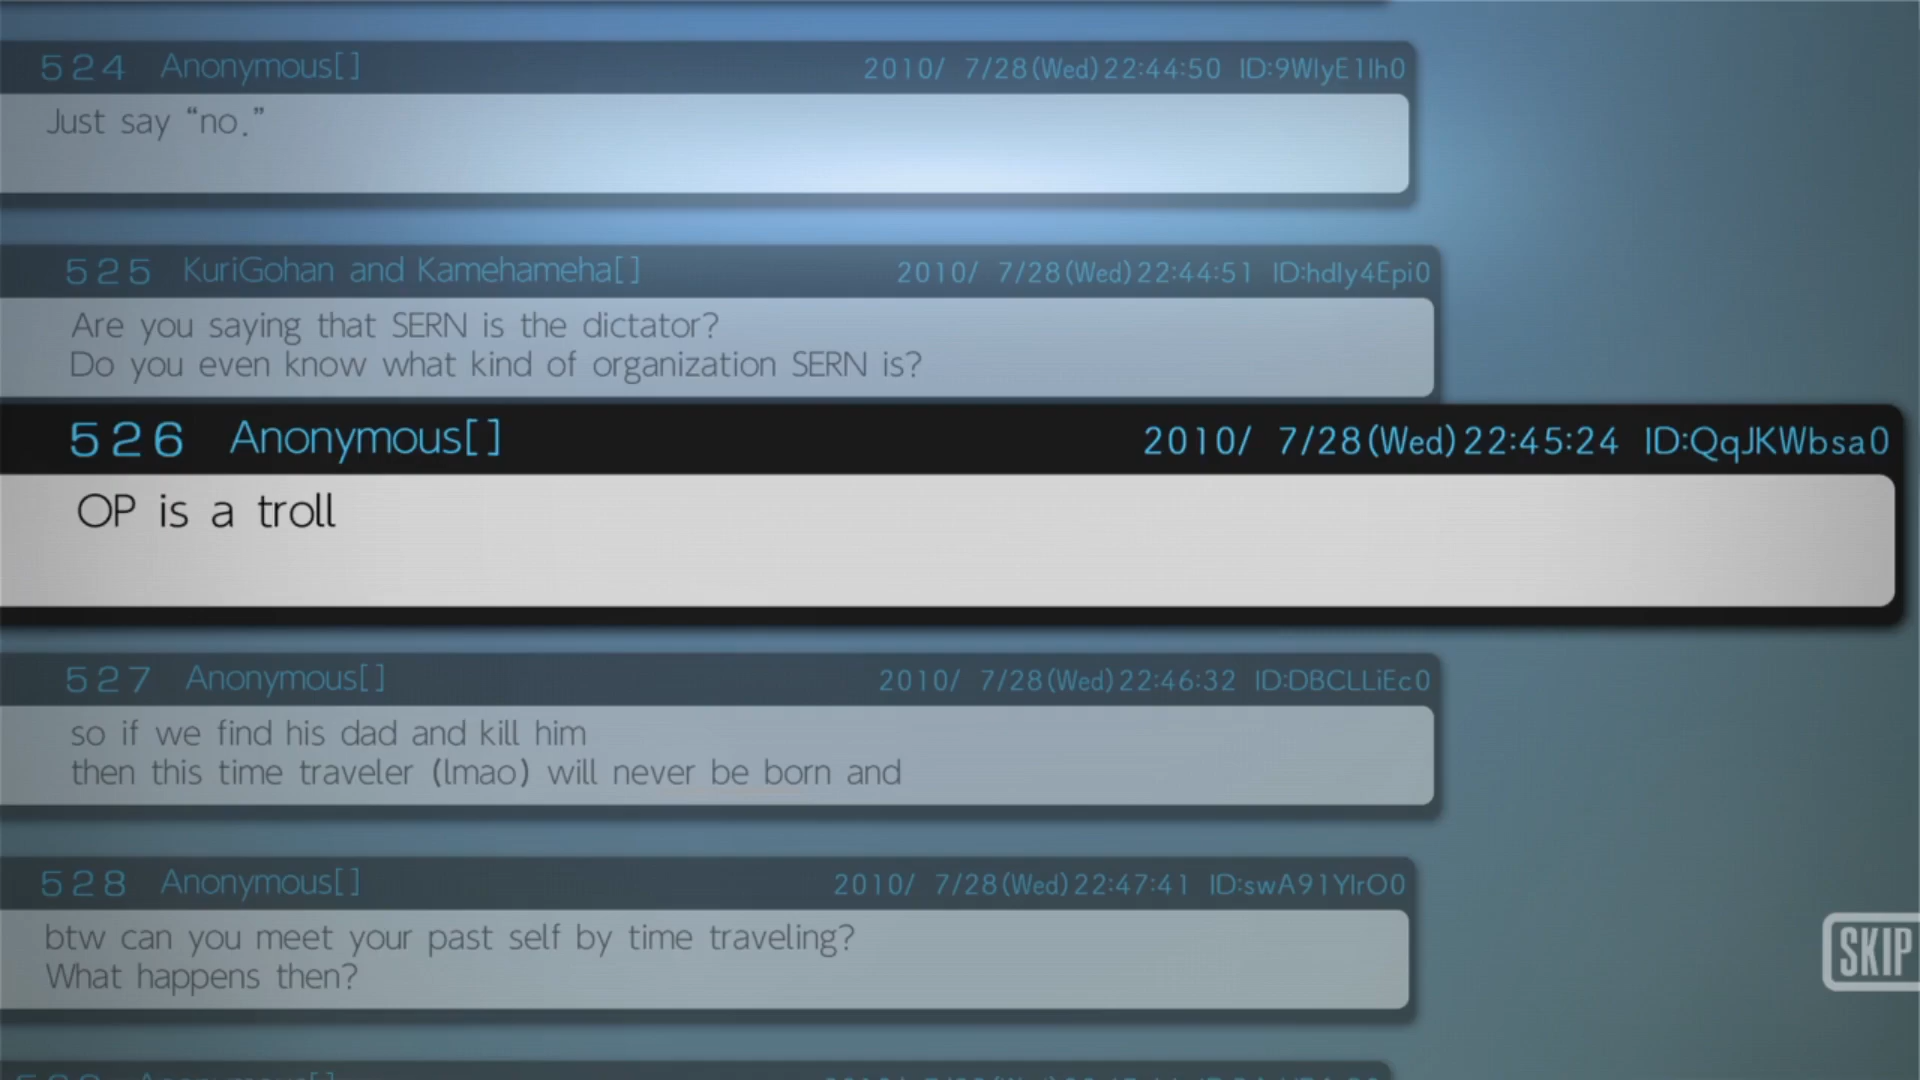 524 Anonymous[] 2010/ 7/28(Wed)22:44:50 ID:9WlyE1lh0
Just say “no.”
525 KuriGohan and Kamehameha[] 2010/ 7/28(Wed)22:44:51 ID:hdly4Epi0
Are you saying that SERN is the dictator?
Do you even know what kind of organization SERN is?
526 Anonymous[] 2010/ 7/28(Wed)22:45:24 ID:QqJKWbsa0
OP is a troll
527 Anonymous[] 2010/ 7/28(Wed)22:46:32 ID:DBCLLiEc0
so if we find his dad and kill him
then this time traveler (lmao) will never be born and
528 Anonymous[] 2010/ 7/28(Wed)22:47:41 ID:swA91YlrO0
btw can you meet your past self by time traveling?
What happens then?
SKIP